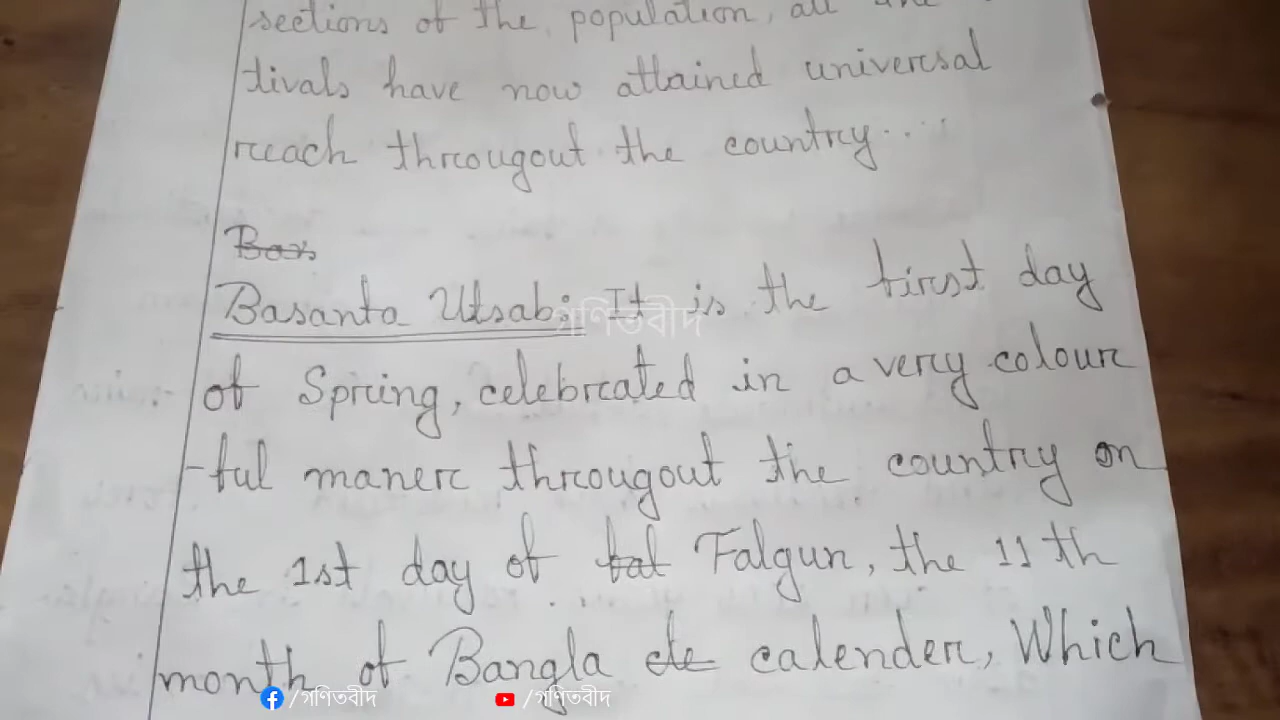 sections of the population, all the
tivals have now attained universal
reach througout the country....
Bas
Basanta Utsab: It is the first day
of Spring, celebrated in a very colour
-ful maner througout the country on
the 1st day of fal Falgun, the 11th
month of Bangla cle calender, Which
গণিতবীদ
/গণিতবীদ
/গণিতবীদ